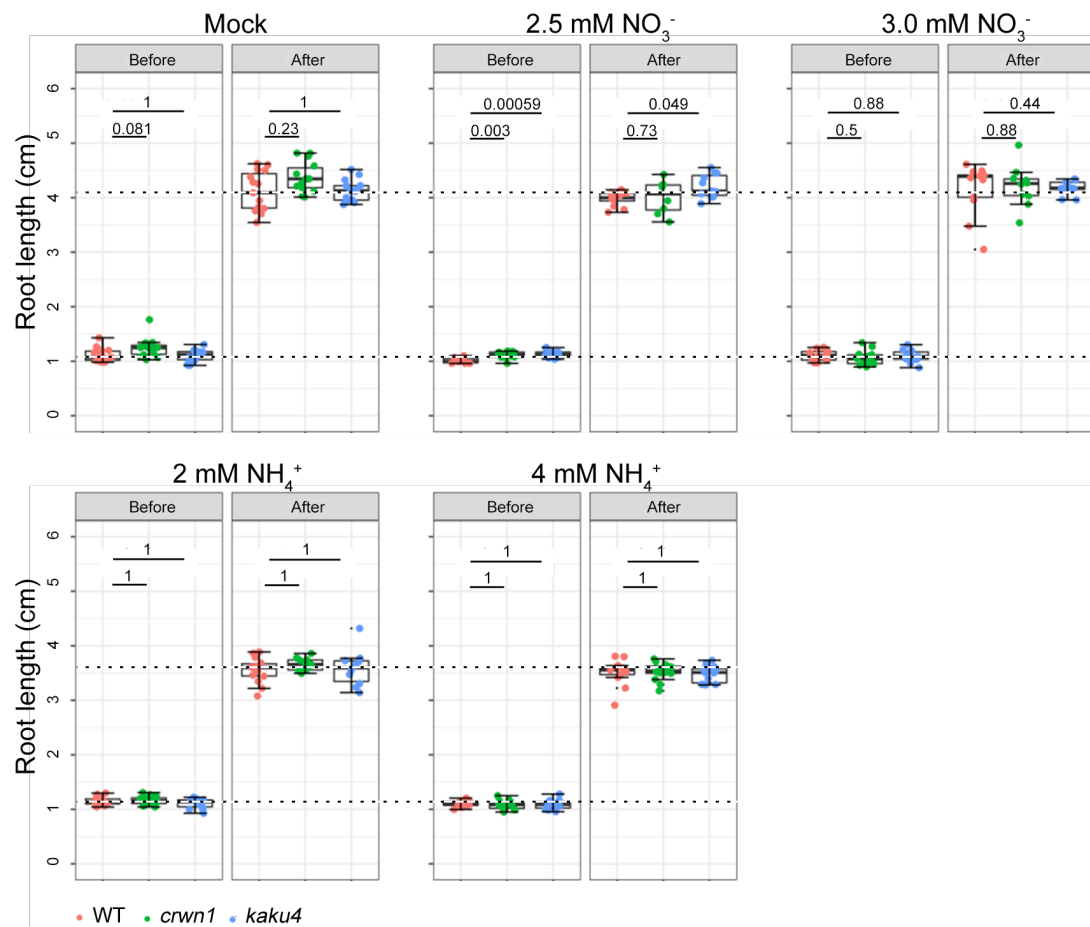 Mock 2.5 mM NO3- 3.0 mM NO3-
Before After Before After Before After
Root length (cm)
6
5
4
3
2
1
0
1 1 0.00059 0.049 0.88 0.44
0.081 0.23 0.003 0.73 0.5 0.88
2 mM NH4+ 4 mM NH4+
Before After Before After
Root length (cm)
6
5
4
3
2
1
0
1 1 1 1
1 1 1 1
WT crwn1 kaku4